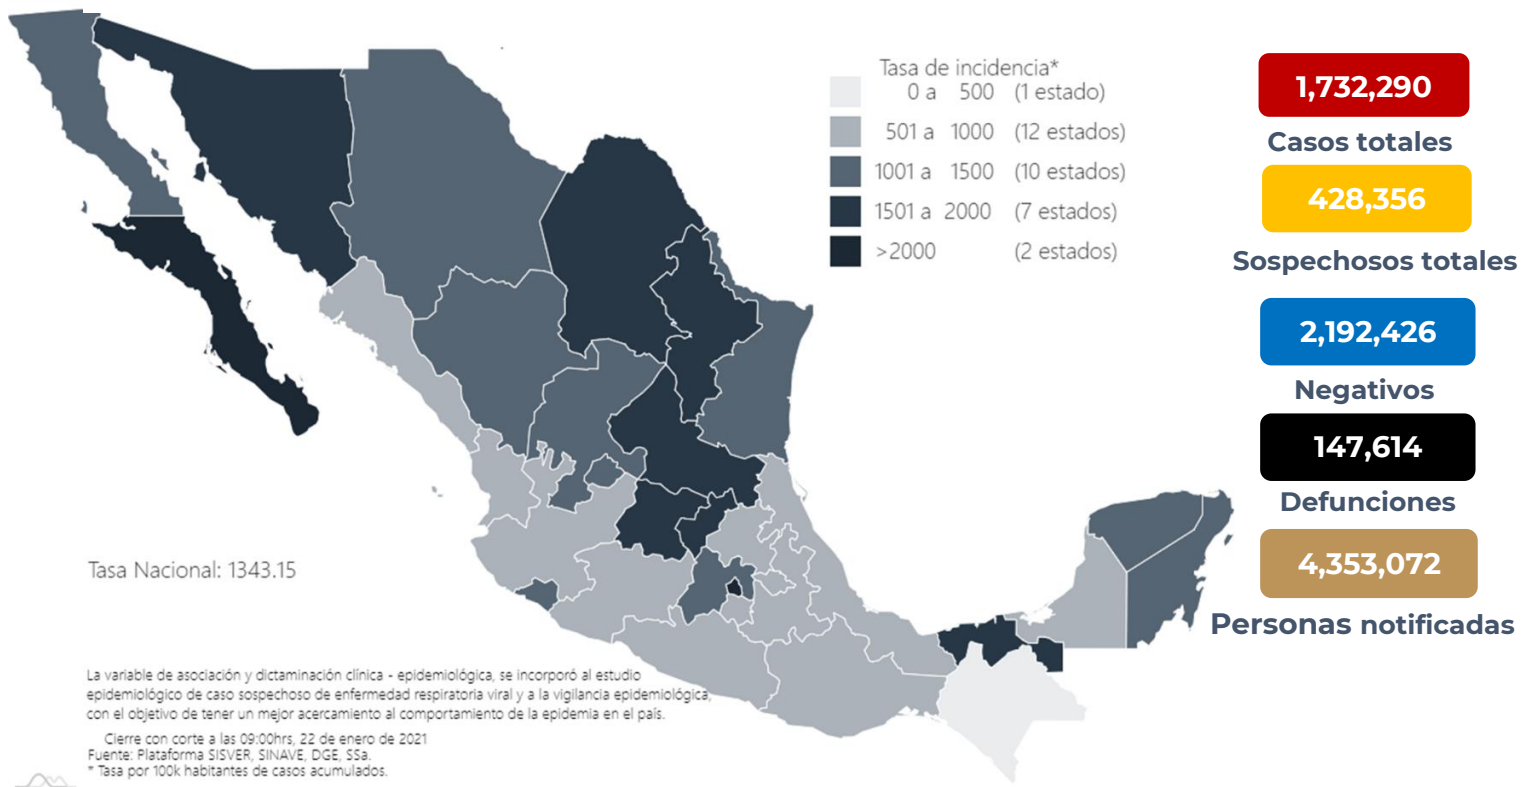 Tasa de incidencia*
0 a 500 (1 estado)
501 a 1000 (12 estados)
1001 a 1500 (10 estados)
1501 a 2000 (7 estados)
>2000 (2 estados)
1,732,290
Casos totales
428,356
Sospechosos totales
2,192,426
Negativos
147,614
Defunciones
4,353,072
Personas notificadas
Tasa Nacional: 1343.15
La variable de asociación y dictaminación clínica - epidemiológica, se incorporó al estudio
epidemiológico de caso sospechoso de enfermedad respiratoria viral y a la vigilancia epidemiológica,
con el objetivo de tener un mejor acercamiento al comportamiento de la epidemia en el país.
Cierre con corte a las 09:00hrs, 22 de enero de 2021
Fuente: Plataforma SISVER, SINAVE, DGE, SSa.
* Tasa por 100k habitantes de casos acumulados.